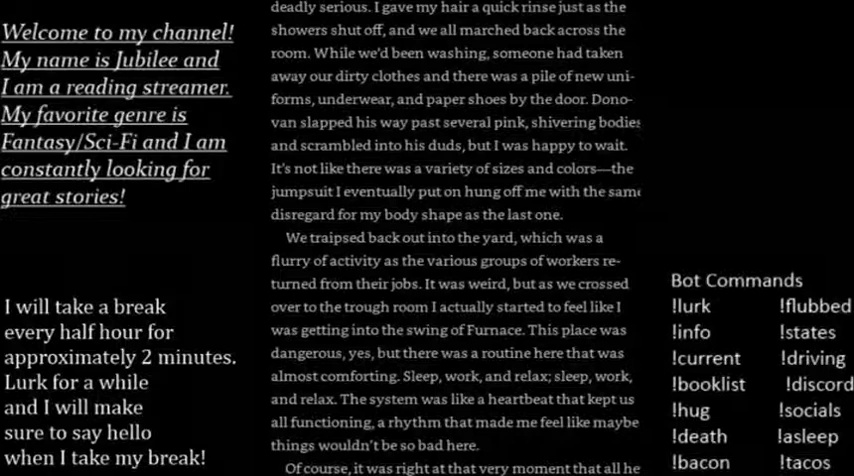 Welcome to my channel!
My name is Jubilee and
I am a reading streamer.
My favorite genre is
Fantasy/Sci-Fi and I am
constantly looking for
great stories!
I will take a break
every half hour for
approximately 2 minutes.
Lurk for a while
and I will make
sure to say hello
when I take my break!
deadly serious. I gave my hair a quick rinse just as the
showers shut off, and we all marched back across the
room. While we'd been washing, someone had taken
away our dirty clothes and there was a pile of new uni-
forms, underwear, and paper shoes by the door. Dono-
van slapped his way past several pink, shivering bodies
and scrambled into his duds, but I was happy to wait.
It's not like there was a variety of sizes and colors—the
jumpsuit I eventually put on hung off me with the same
disregard for my body shape as the last one.
We traipsed back out into the yard, which was a
flurry of activity as the various groups of workers re-
turned from their jobs. It was weird, but as we crossed
over to the trough room I actually started to feel like I
was getting into the swing of Furnace. This place was
dangerous, yes, but there was a routine here that was
almost comforting. Sleep, work, and relax; sleep, work,
and relax. The system was like a heartbeat that kept us
all functioning, a rhythm that made me feel like maybe
things wouldn't be so bad here.
Of course, it was right at that very moment that all he
Bot Commands
!lurk !flubbed
!info !states
!current !driving
!booklist !discord
!hug !socials
!death !asleep
!bacon !tacos